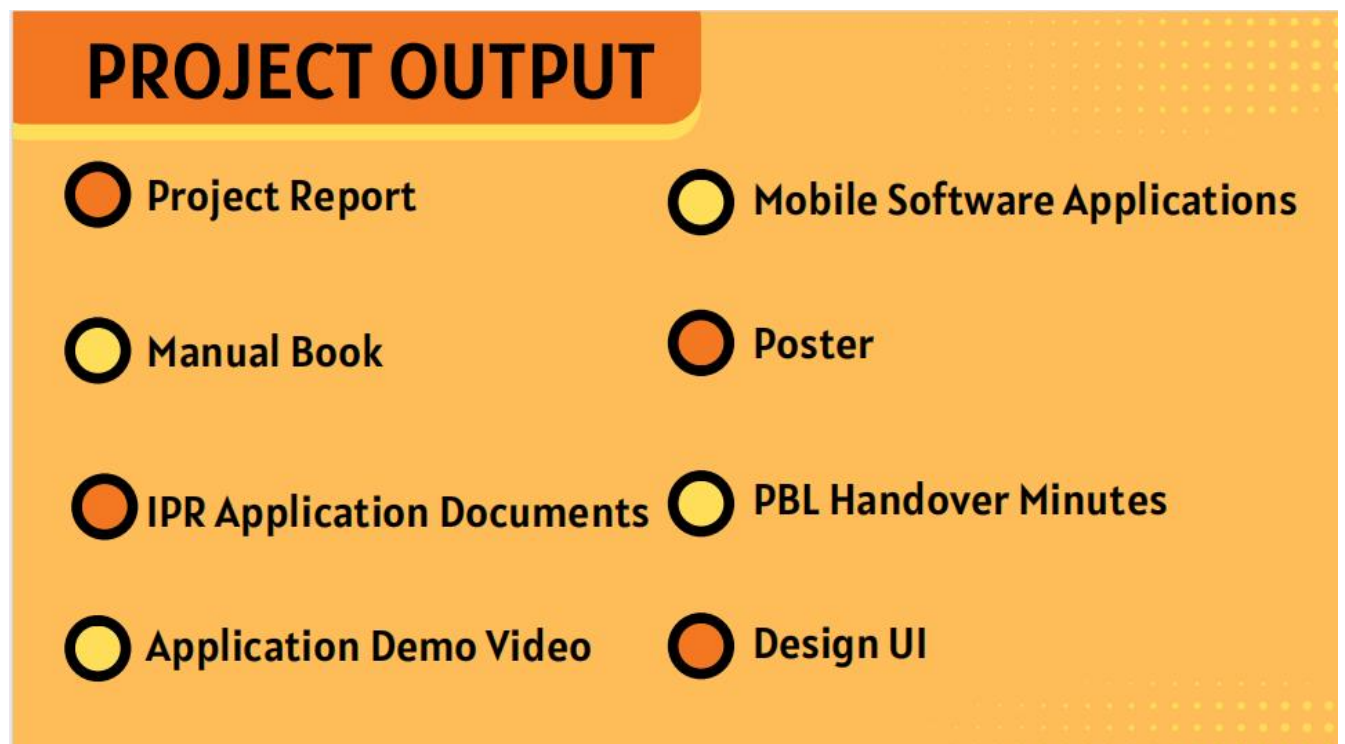 PROJECT OUTPUT
Project Report
Manual Book
IPR Application Documents
Application Demo Video
Mobile Software Applications
Poster
PBL Handover Minutes
Design UI